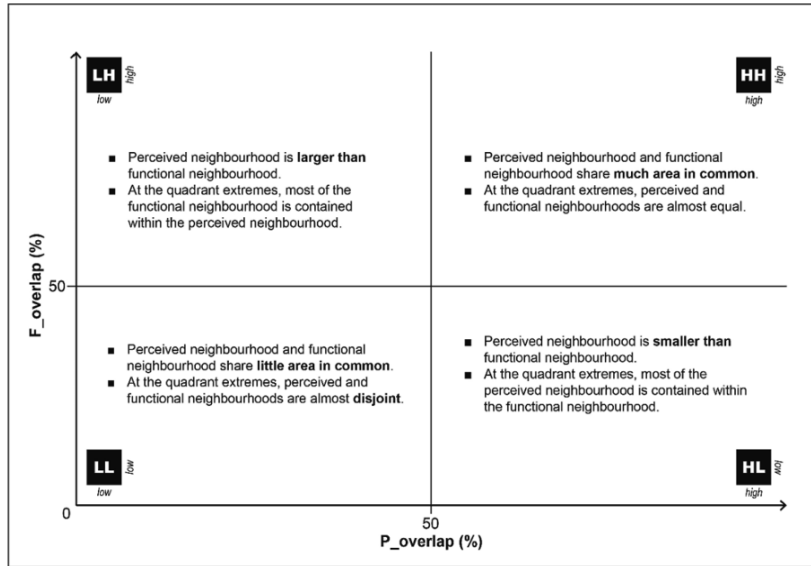 LH
high
low
■ Perceived neighbourhood is larger than
functional neighbourhood.
■ At the quadrant extremes, most of the
functional neighbourhood is contained
within the perceived neighbourhood.
HH
high
high
■ Perceived neighbourhood and functional
neighbourhood share much area in common.
■ At the quadrant extremes, perceived and
functional neighbourhoods are almost equal.
F_overlap (%)
50
■ Perceived neighbourhood and functional
neighbourhood share little area in common.
■ At the quadrant extremes, perceived and
functional neighbourhoods are almost disjoint.
LL
low
low
■ Perceived neighbourhood is smaller than
functional neighbourhood.
■ At the quadrant extremes, most of the
perceived neighbourhood is contained within
the functional neighbourhood.
HL
low
high
0
50
P_overlap (%)